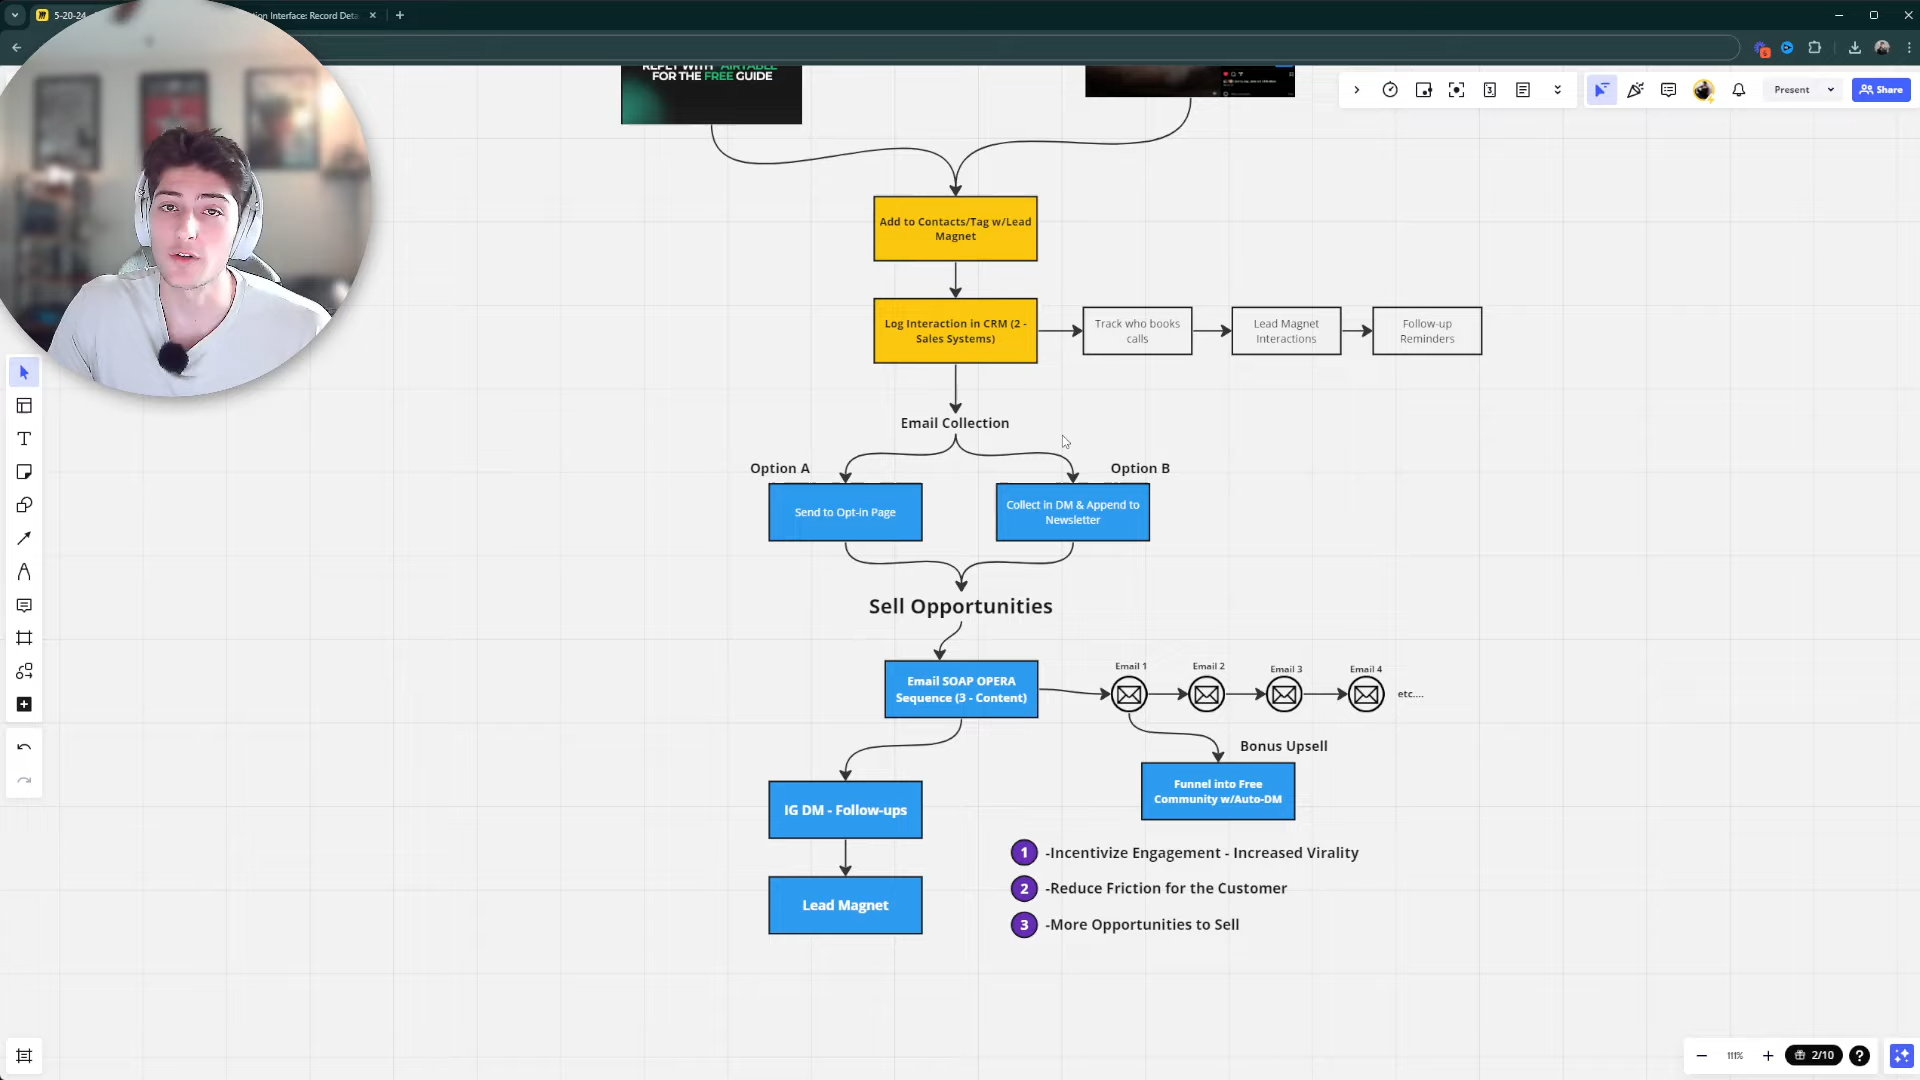 5-20-24
tion Interface: Record Deta
REPLY WITH "AIRTABLE"
FOR THE FREE GUIDE
3
Present
Share
Add to Contacts/Tag w/Lead
Magnet
Log Interaction in CRM (2 -
Sales Systems)
Track who books
calls
Lead Magnet
Interactions
Follow-up
Reminders
Email Collection
Option A
Option B
Send to Opt-in Page
Collect in DM & Append to
Newsletter
Sell Opportunities
Email SOAP OPERA
Sequence (3 - Content)
Email 1
Email 2
Email 3
Email 4
etc....
Bonus Upsell
Funnel into Free
Community w/Auto-DM
IG DM - Follow-ups
Lead Magnet
1 -Incentivize Engagement - Increased Virality
2 -Reduce Friction for the Customer
3 -More Opportunities to Sell
111%
2/10
?